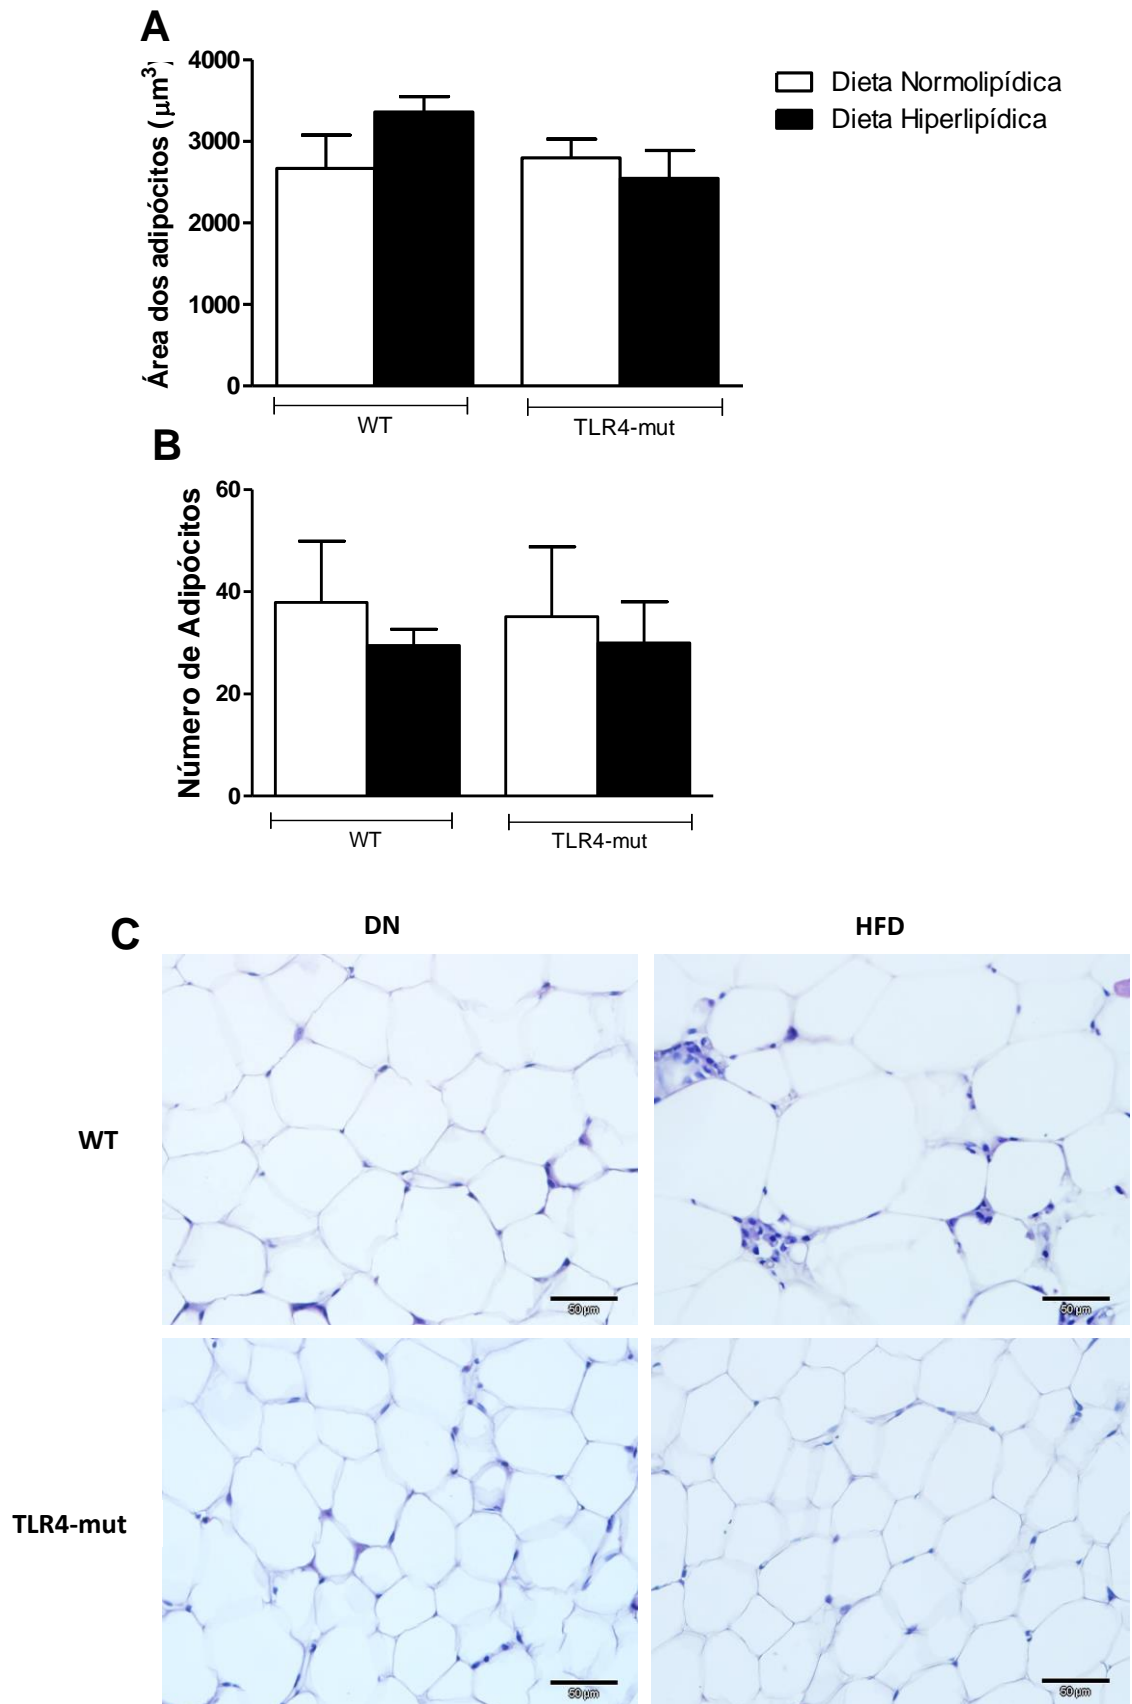 A
Área dos adipócitos (µm³)
4000
3000
2000
1000
0
WT
TLR4-mut
Dieta Normolipídica
Dieta Hiperlipídica
B
Número de Adipócitos
60
40
20
0
WT
TLR4-mut
C
DN
HFD
WT
50 µm
50 µm
TLR4-mut
50 µm
50 µm